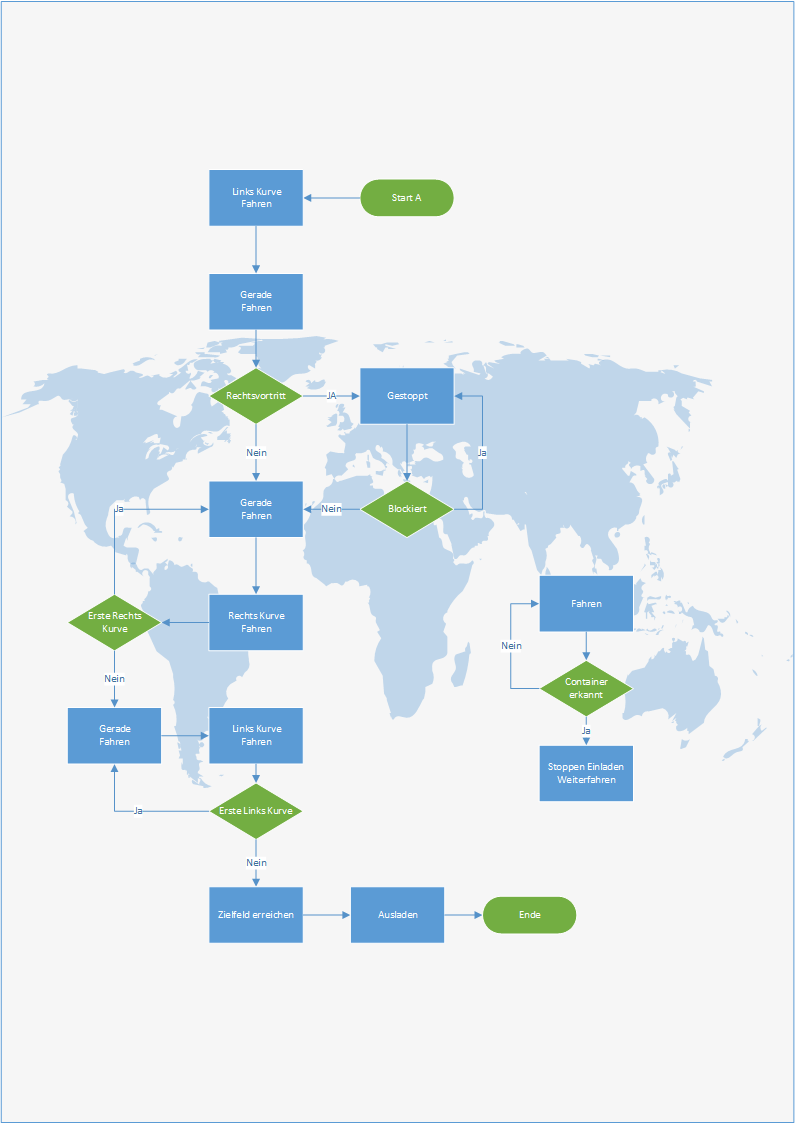 Links Kurve
Fahren
Start A
Gerade
Fahren
Rechtsvortritt
JA
Gestoppt
Nein
Ja
Ja
Gerade
Fahren
Nein
Blockiert
Erste Rechts
Kurve
Rechts Kurve
Fahren
Fahren
Nein
Nein
Container
erkannt
Ja
Gerade
Fahren
Links Kurve
Fahren
Stoppen Einladen
Weiterfahren
Ja
Erste Links Kurve
Nein
Zielfeld erreichen
Ausladen
Ende